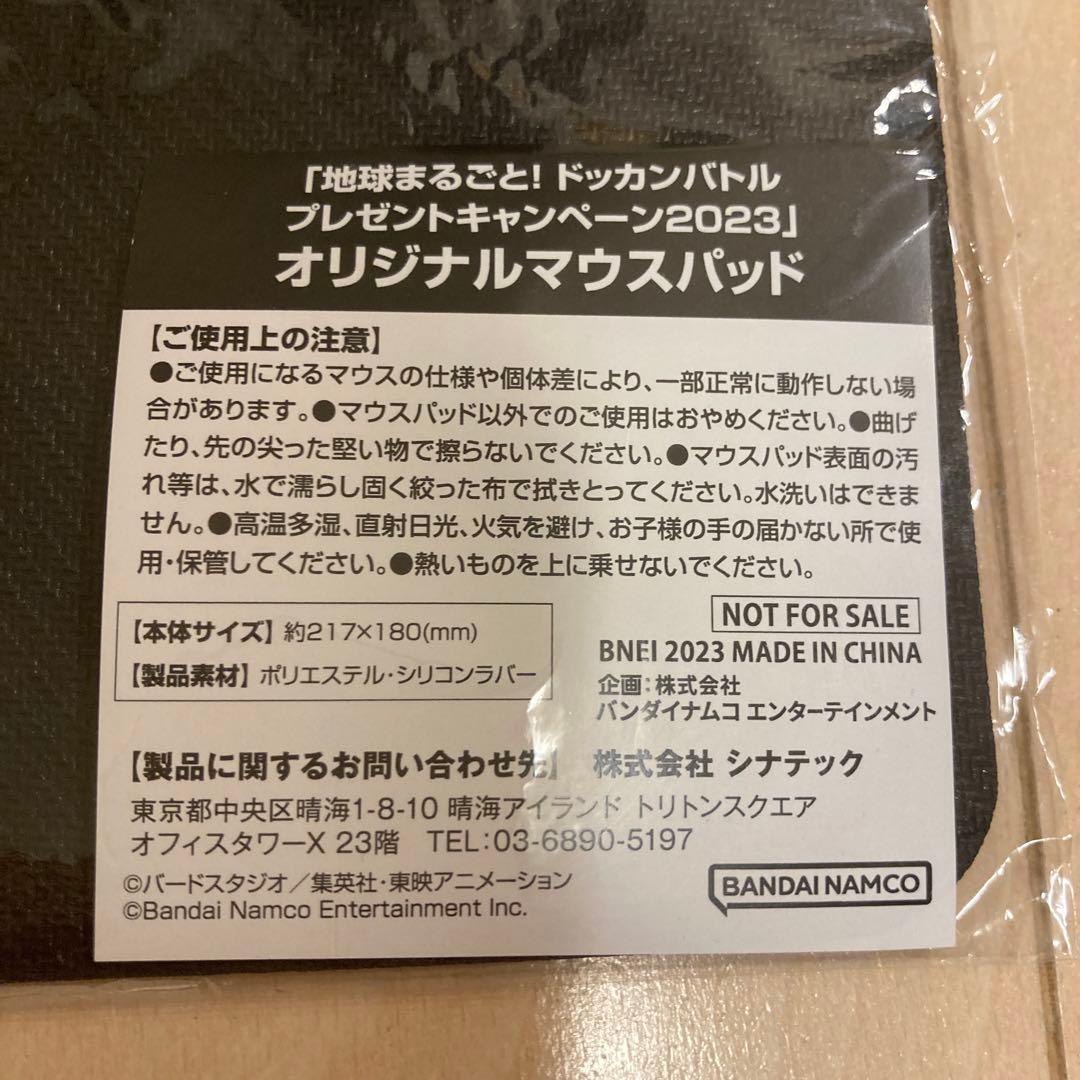 「地球まるごと! ドッカンバトル
プレゼントキャンペーン2023」
オリジナルマウスパッド
【ご使用上の注意】
●ご使用になるマウスの仕様や個体差により、一部正常に動作しない場
合があります。●マウスパッド以外でのご使用はおやめください。●曲げ
たり、先の尖った堅い物で擦らないでください。●マウスパッド表面の汚
れ等は、水で濡らし固く絞った布で拭きとってください。水洗いはできま
せん。●高温多湿、直射日光、火気を避け、お子様の手の届かない所で使
用・保管してください。●熱いものを上に乗せないでください。
【本体サイズ】約217×180(mm)
【製品素材】ポリエステル・シリコンラバー
NOT FOR SALE
BNEI 2023 MADE IN CHINA
企画:株式会社
バンダイナムコ エンターテインメント
【製品に関するお問い合わせ先】 株式会社 シナテック
東京都中央区晴海1-8-10 晴海アイランド トリトンスクエア
オフィスタワーX 23階 TEL:03-6890-5197
©バードスタジオ/集英社・東映アニメーション
©Bandai Namco Entertainment Inc.
BANDAI NAMCO